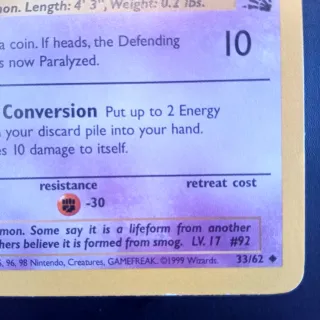 mon. Length: 4' 3", Weight: 0.2 lbs.
a coin. If heads, the Defending
s now Paralyzed.
10
Conversion Put up to 2 Energy
your discard pile into your hand.
es 10 damage to itself.
resistance retreat cost
-30
mon. Some say it is a lifeform from another
hers believe it is formed from smog. LV. 17 #92
, 96, 98 Nintendo, Creatures, GAMEFREAK. ©1999 Wizards. 33/62